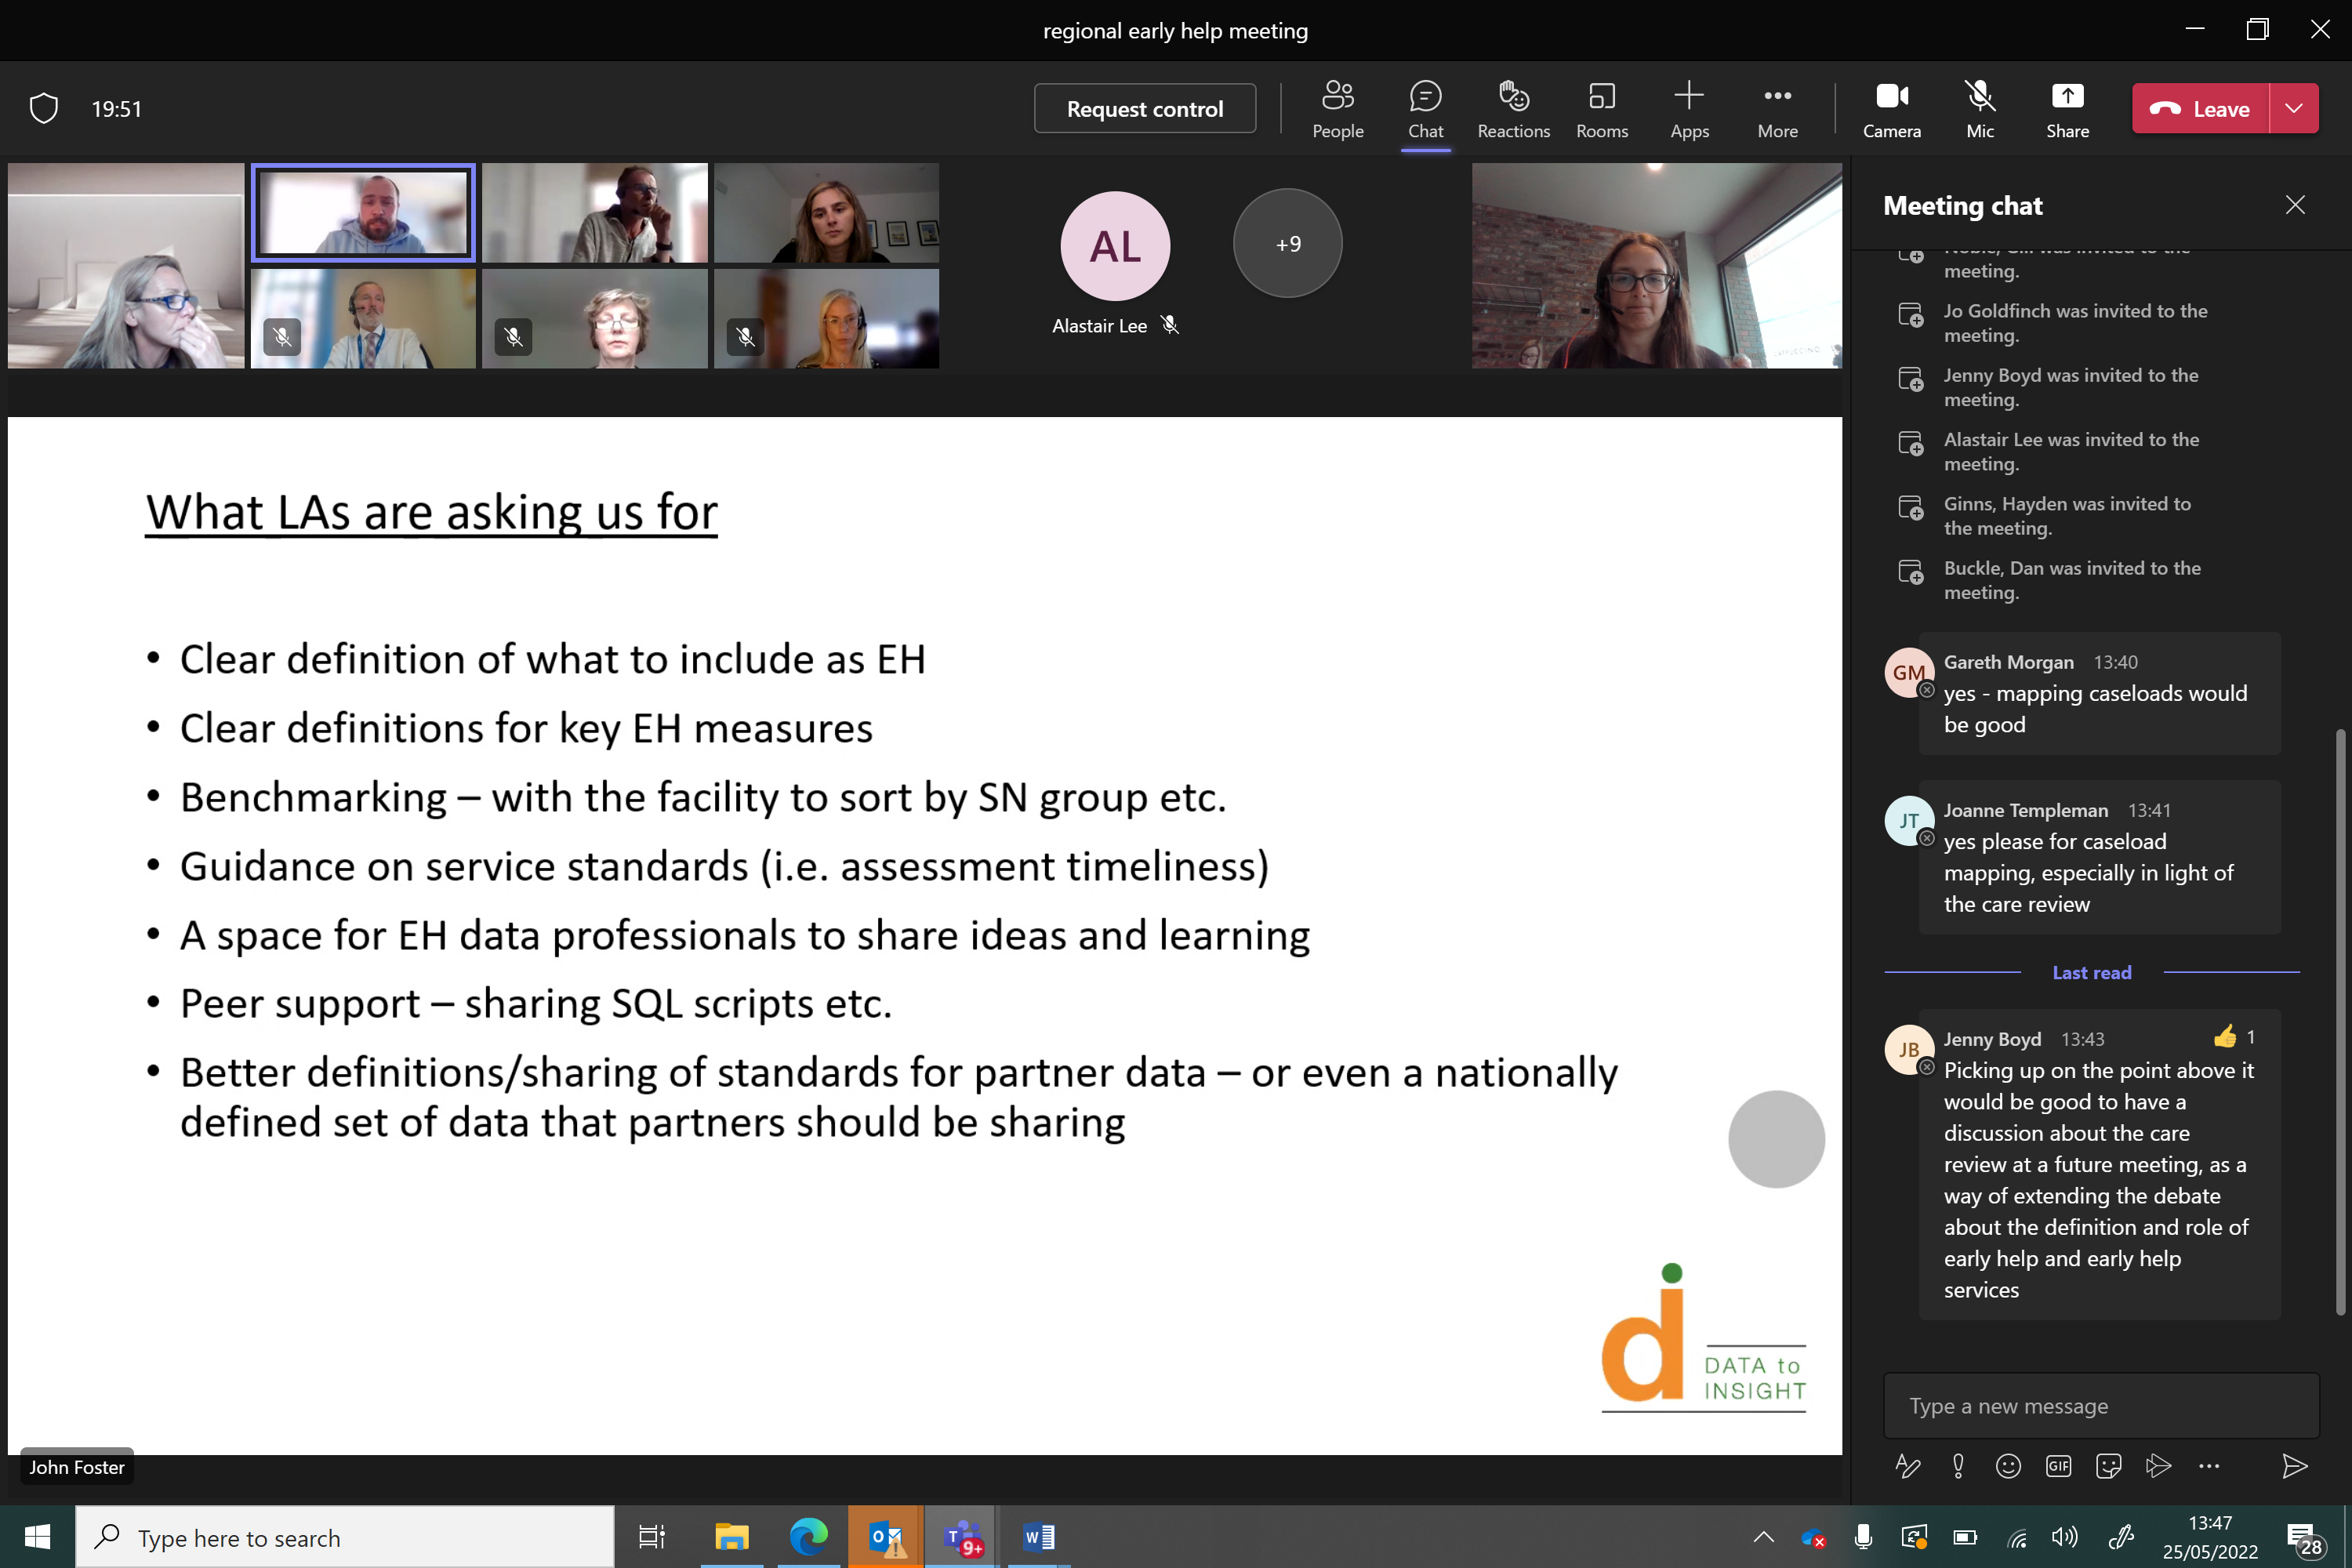 regional early help meeting
19:51
Request control
People
Chat
Reactions
Rooms
Apps
More
Camera
Mic
Share
Leave
AL
Alastair Lee
+9
What LAs are asking us for
• Clear definition of what to include as EH
• Clear definitions for key EH measures
• Benchmarking – with the facility to sort by SN group etc.
• Guidance on service standards (i.e. assessment timeliness)
• A space for EH data professionals to share ideas and learning
• Peer support – sharing SQL scripts etc.
• Better definitions/sharing of standards for partner data – or even a nationally
defined set of data that partners should be sharing
di
DATA to
INSIGHT
John Foster
Meeting chat
Noble, Gill was invited to the
meeting.
Jo Goldfinch was invited to the
meeting.
Jenny Boyd was invited to the
meeting.
Alastair Lee was invited to the
meeting.
Ginns, Hayden was invited to
the meeting.
Buckle, Dan was invited to the
meeting.
GM
Gareth Morgan 13:40
yes - mapping caseloads would
be good
JT
Joanne Templeman 13:41
yes please for caseload
mapping, especially in light of
the care review
Last read
JB
Jenny Boyd 13:43
👍 1
Picking up on the point above it
would be good to have a
discussion about the care
review at a future meeting, as a
way of extending the debate
about the definition and role of
early help and early help
services
Type a new message
GIF
Type here to search
9+
13:47
25/05/2022
28